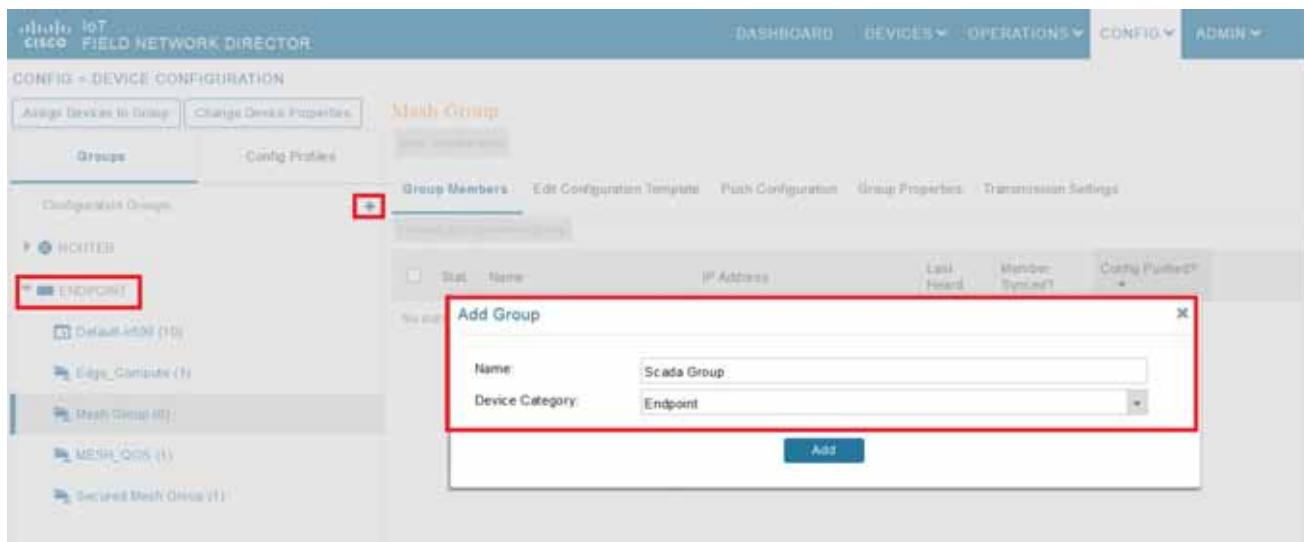 CISCO IoT
FIELD NETWORK DIRECTOR
DASHBOARD DEVICES OPERATIONS CONFIG ADMIN
CONFIG > DEVICE CONFIGURATION
Assign Devices to Group Change Device Properties
Mesh Group
Groups Config Profiles
Group Members Edit Configuration Template Push Configuration Group Properties Transmission Settings
Configuration Groups
ROUTER
Name IP Address Last Heard Member Synced? Config Pushed?
ENDPOINT
Add Group
Name: Scada Group
Device Category: Endpoint
Add
Edge_Compute (1)
Mesh Group (0)
MESH_QOS (1)
Secured Mesh Group (1)